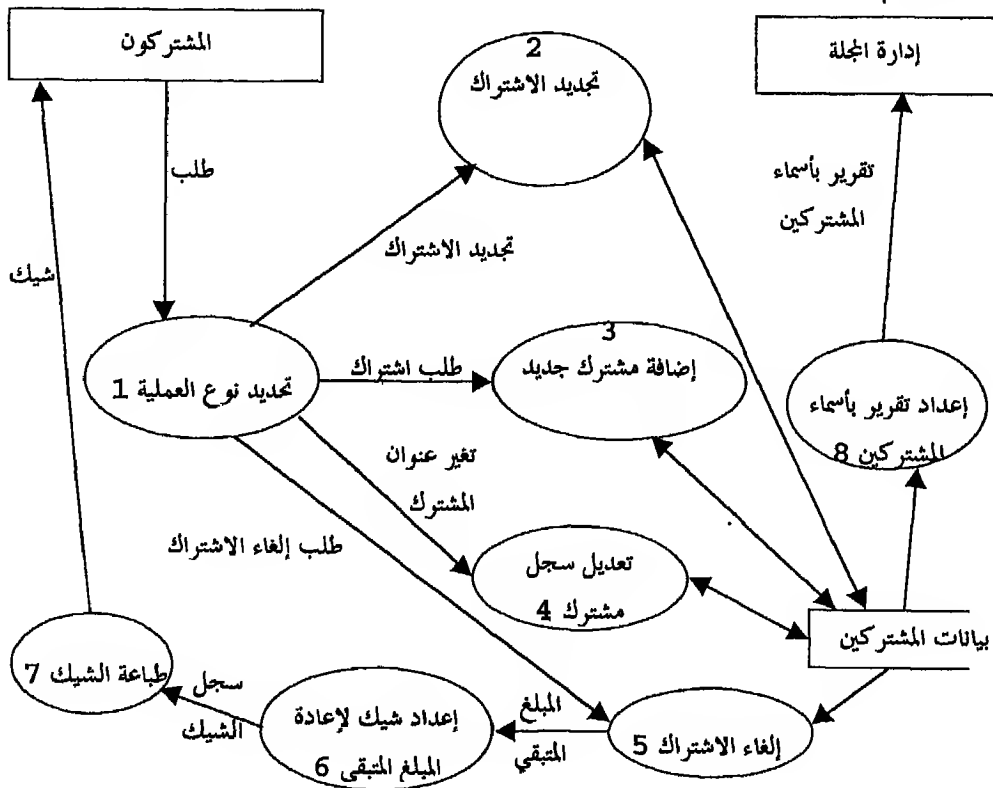 المشتركون
2
تجديد الاشتراك
إدارة المجلة
طلب
تقرير بأسماء
المشتركين
تجديد الاشتراك
شيك
3
إضافة مشترك جديد
طلب اشتراك
تحديد نوع العملية 1
إعداد تقرير بأسماء
المشتركين 8
تغير عنوان
المشترك
طلب إلغاء الاشتراك
تعديل سجل
مشترك 4
بيانات المشتركين
طباعة الشيك 7
سجل
الشيك
إعداد شيك لإعادة
المبلغ المتبقى 6
المبلغ
المتبقي
إلغاء الاشتراك 5